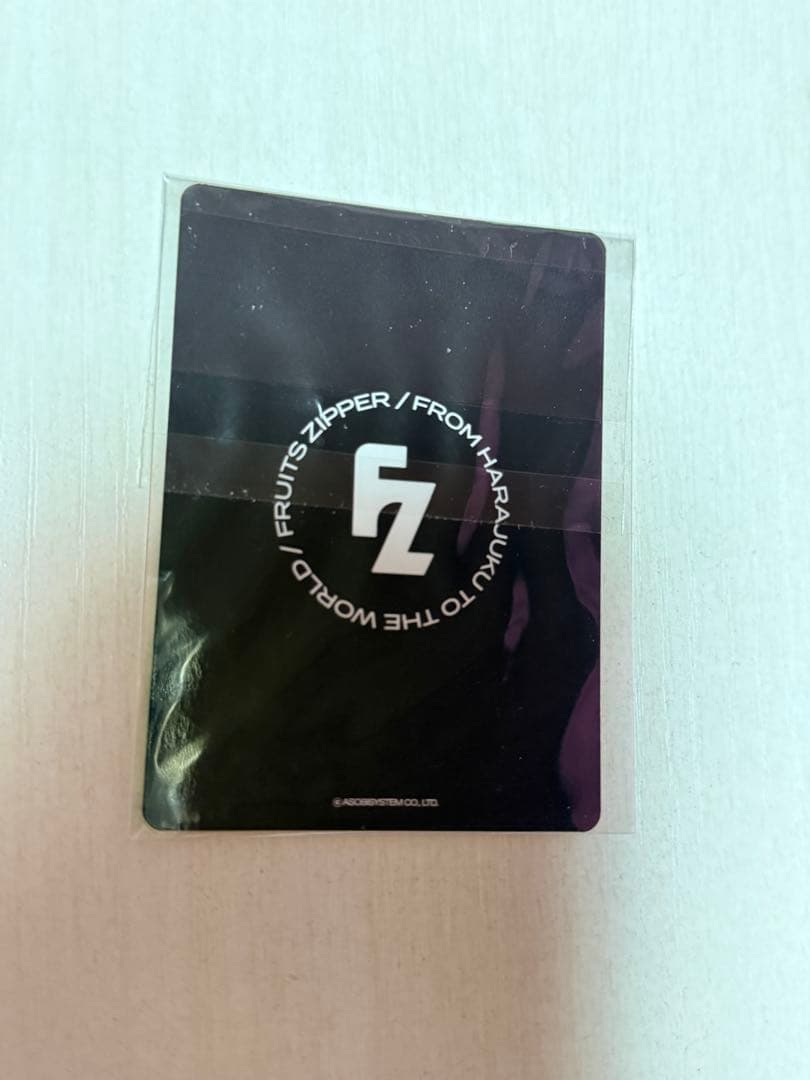 FRUITS ZIPPER / FROM HARAJUKU TO THE WORLD /
FZ
© ASOBISYSTEM CO., LTD.